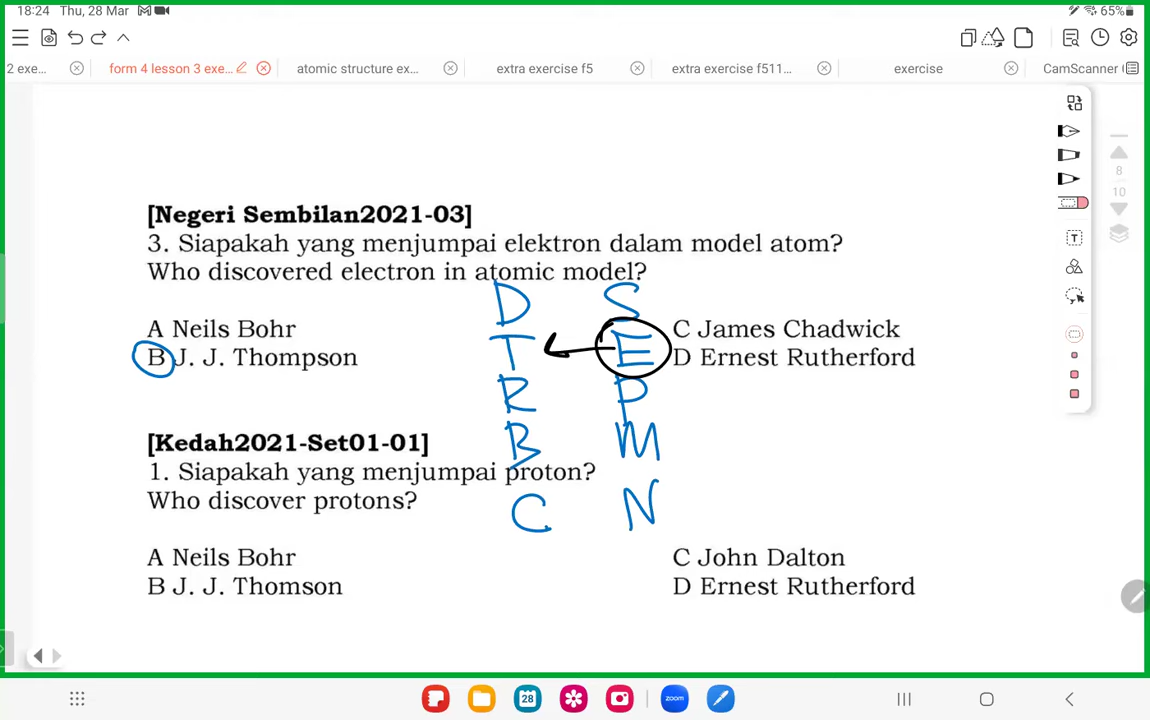 18:24 Thu, 28 Mar 65%
2 exe... form 4 lesson 3 exe... atomic structure ex... extra exercise f5 extra exercise f511... exercise CamScanner
[Negeri Sembilan2021-03]
3. Siapakah yang menjumpai elektron dalam model atom?
Who discovered electron in atomic model?
D S
A Neils Bohr C James Chadwick
T E
B J. J. Thompson D Ernest Rutherford
R P
B M
[Kedah2021-Set01-01]
1. Siapakah yang menjumpai proton?
Who discover protons?
C N
A Neils Bohr C John Dalton
B J. J. Thomson D Ernest Rutherford
8
10
T
28
zoom